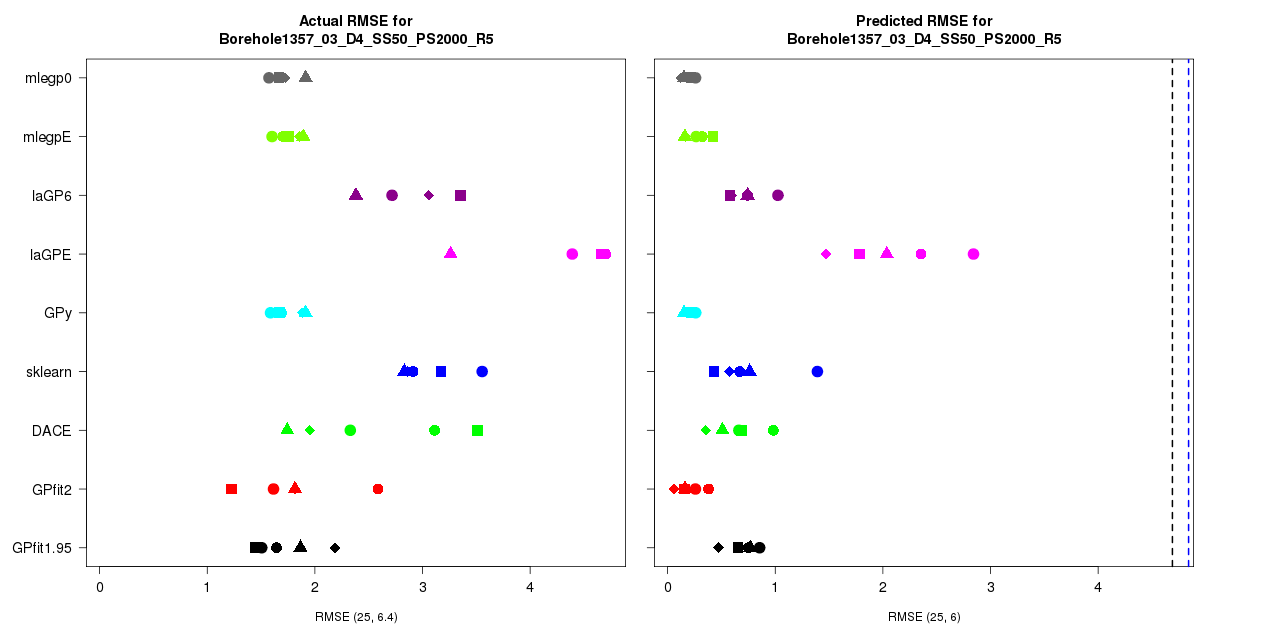 Actual RMSE for
Borehole1357_03_D4_SS50_PS2000_R5
Predicted RMSE for
Borehole1357_03_D4_SS50_PS2000_R5
mlegp0
mlegpE
laGP6
laGPE
GPy
sklearn
DACE
GPfit2
GPfit1.95
0 1 2 3 4
0 1 2 3 4
RMSE (25, 6.4)
RMSE (25, 6)